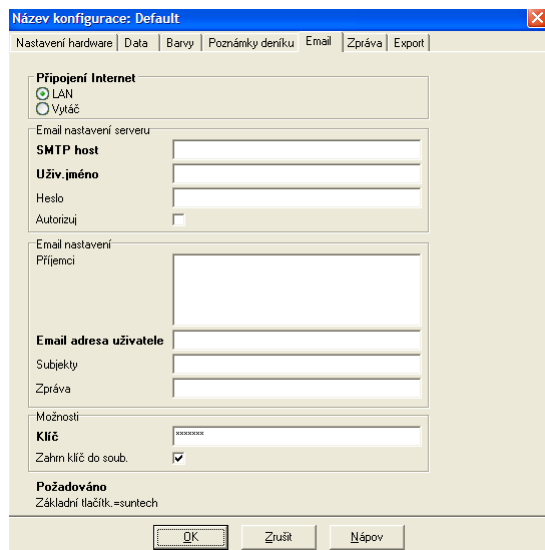 Název konfigurace: Default
Nastavení hardware Data Barvy Poznámky deníku Email Zpráva Export
Připojení Internet
LAN
Vytáč
Email nastavení serveru
SMTP host
Uživ.jméno
Heslo
Autorizuj
Email nastavení
Příjemci
Email adresa uživatele
Subjekty
Zpráva
Možnosti
Klíč *******
Zahrn klíč do soub.
Požadováno
Základní tlačítk.=suntech
OK Zrušit Nápov